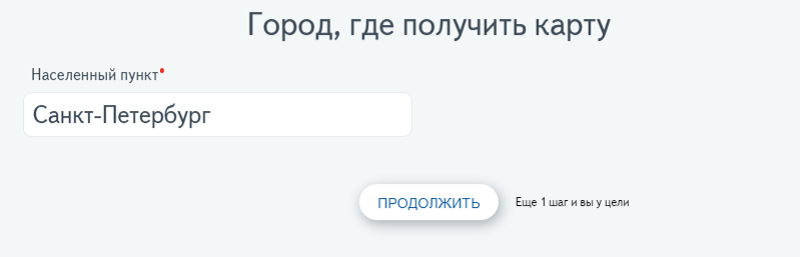 Город, где получить карту
Населенный пункт•
Санкт-Петербург
ПРОДОЛЖИТЬ Еще 1 шаг и вы у цели